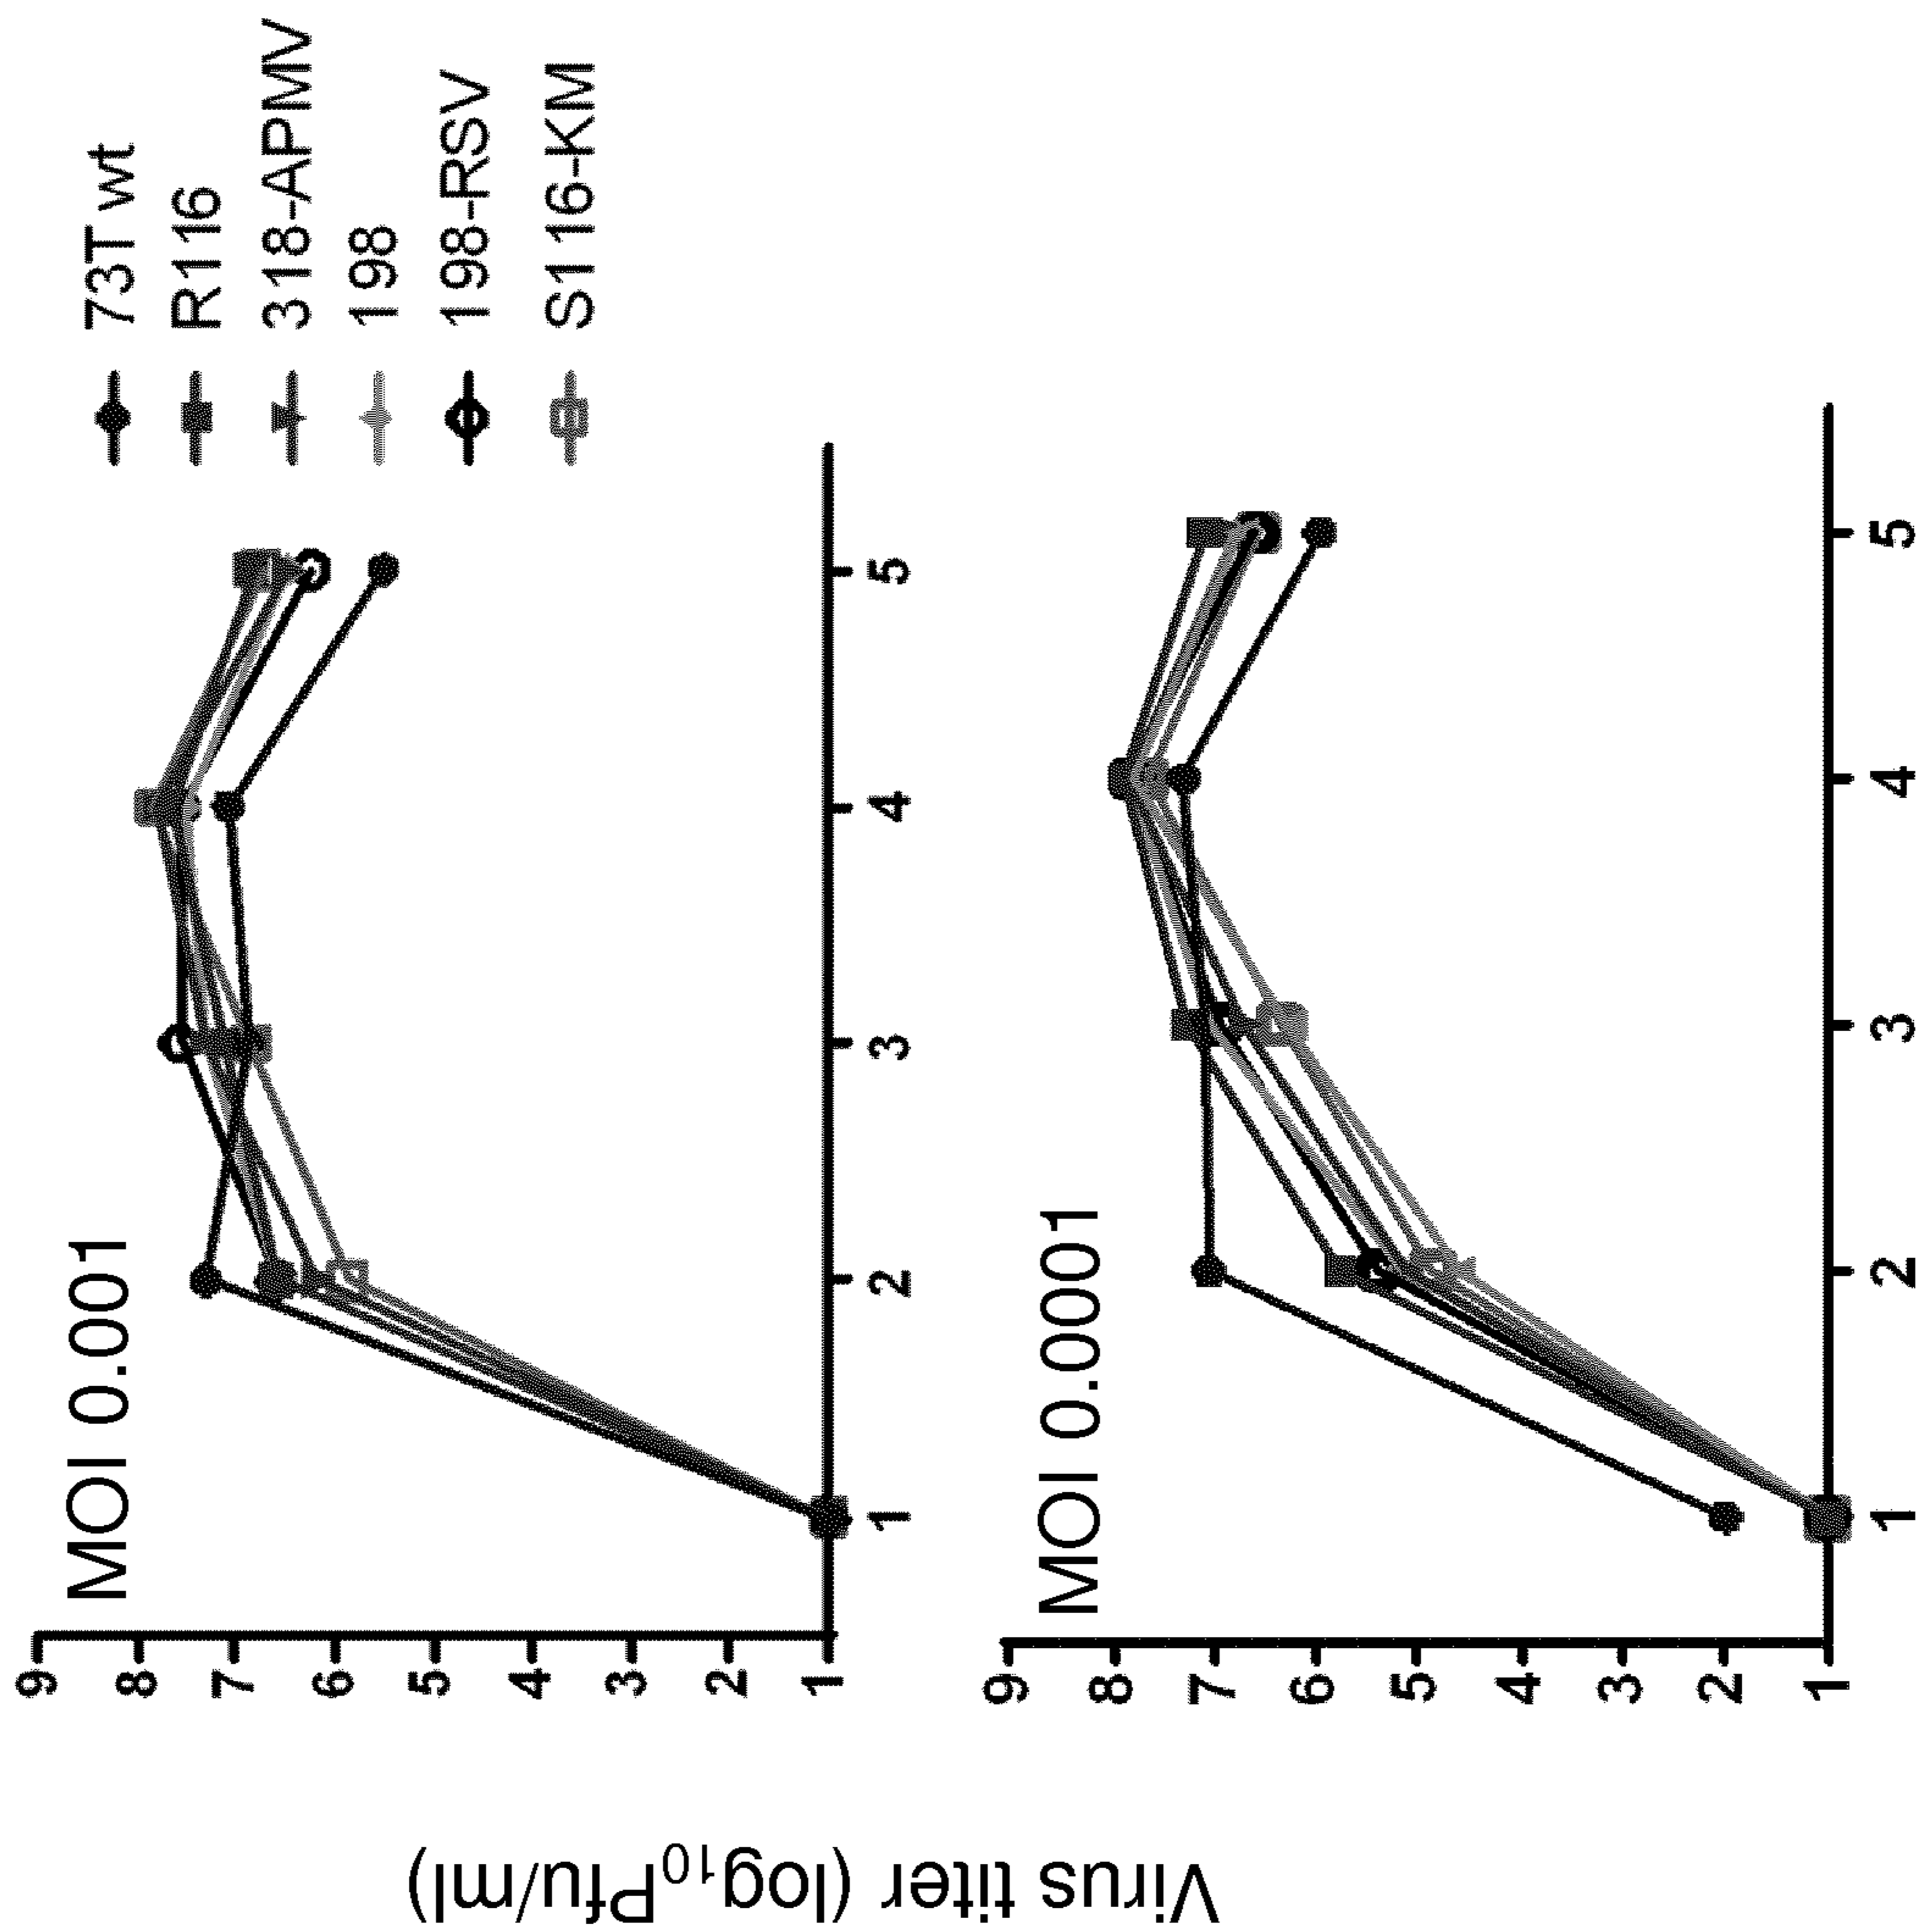 Virus titer (log10Pfu/ml)
MOI 0.001
9
8
7
6
5
4
3
2
1
1 2 3 4 5
73T wt
R116
318-APMV
198
198-RSV
S116-KM
MOI 0.0001
9
8
7
6
5
4
3
2
1
1 2 3 4 5